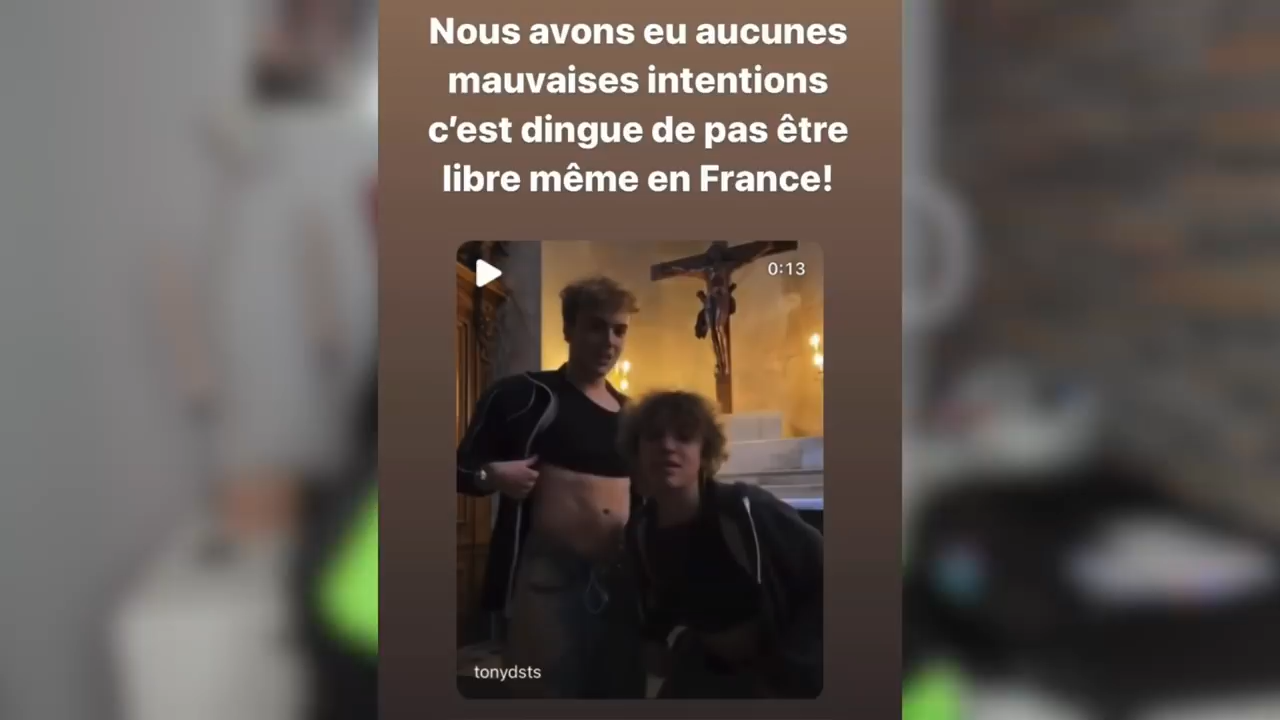 Nous avons eu aucunes
mauvaises intentions
c’est dingue de pas être
libre même en France!
0:13
tonydsts